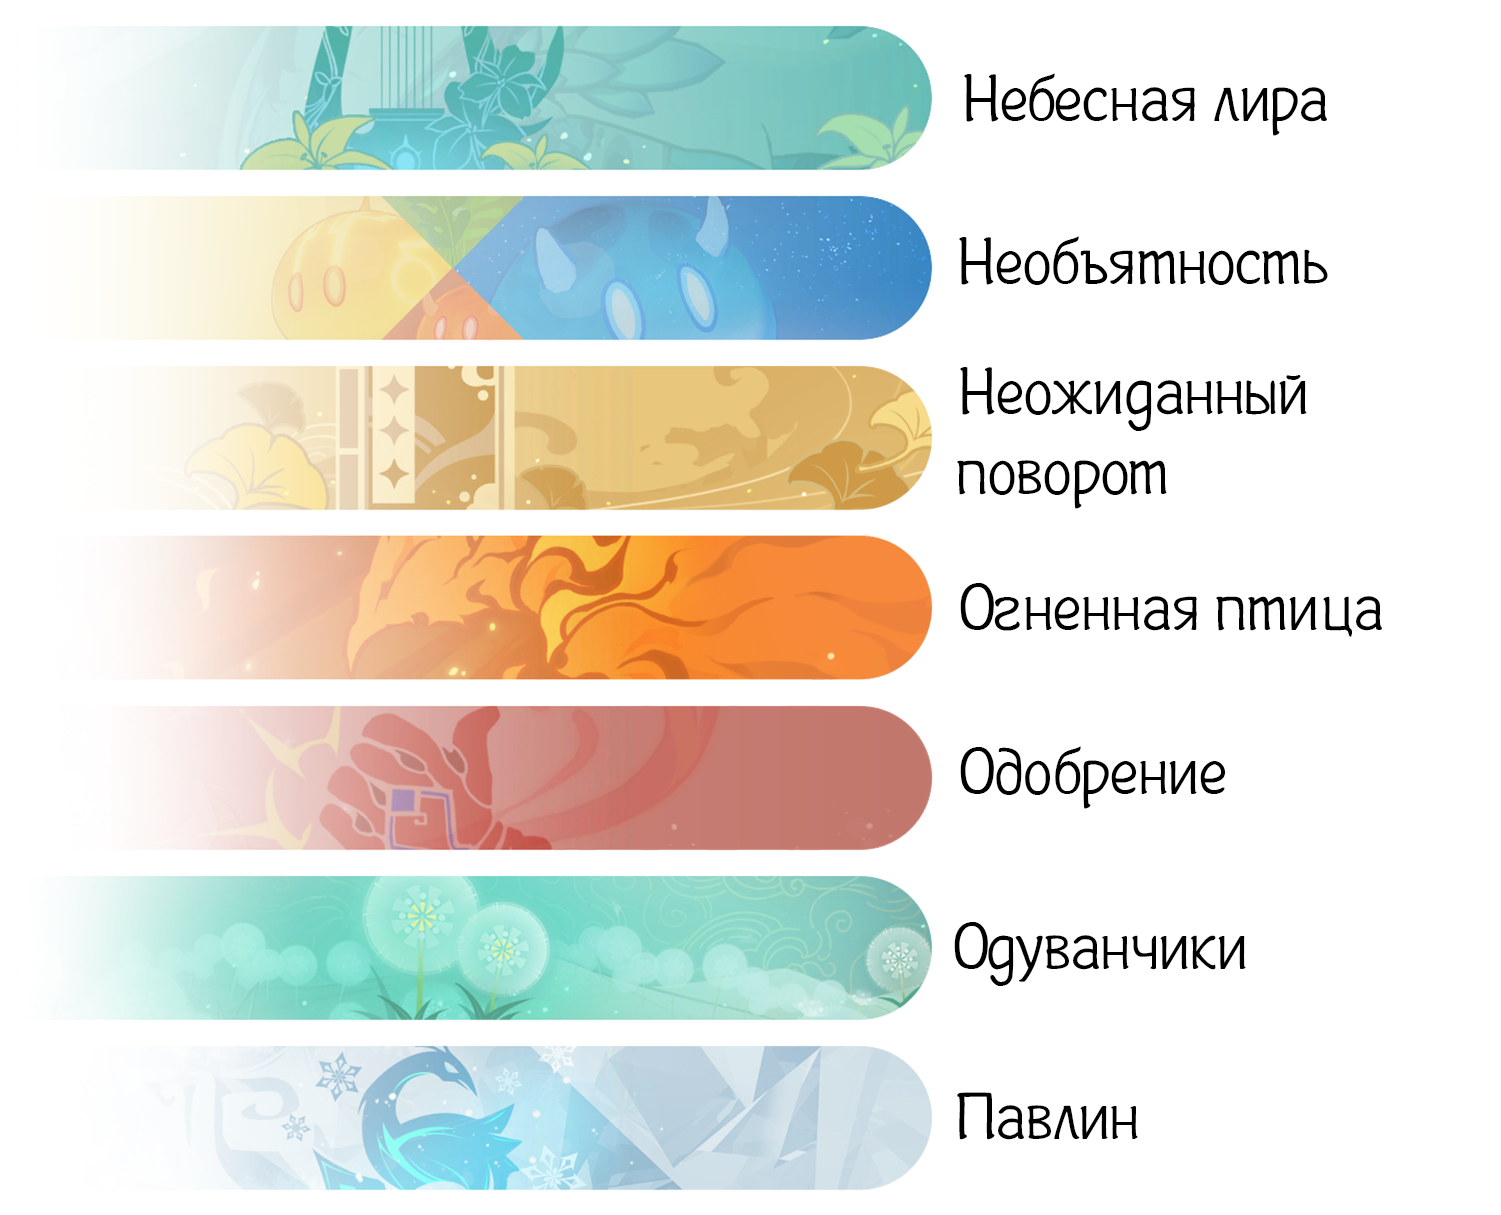 Небесная лира
Необъятность
Неожиданный
поворот
Огненная птица
Одобрение
Одуванчики
Павлин